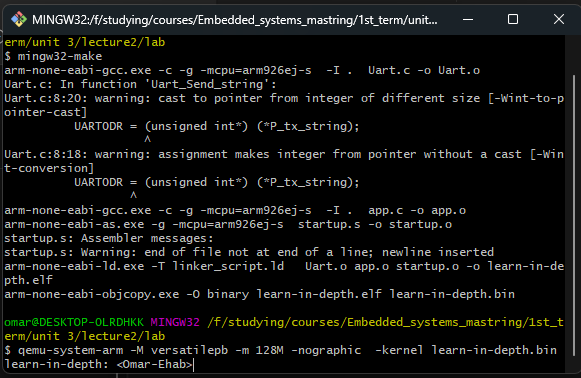 MINGW32:/f/studying/courses/Embedded_systems_mastring/1st_term/unit...
erm/unit 3/lecture2/lab
$ mingw32-make
arm-none-eabi-gcc.exe -c -g -mcpu=arm926ej-s  -I .  Uart.c -o Uart.o
Uart.c: In function 'Uart_Send_string':
Uart.c:8:20: warning: cast to pointer from integer of different size [-Wint-to-p
ointer-cast]
         UARTODR = (unsigned int*) (*P_tx_string);
                   ^
Uart.c:8:18: warning: assignment makes integer from pointer without a cast [-Win
t-conversion]
         UARTODR = (unsigned int*) (*P_tx_string);
                 ^
arm-none-eabi-gcc.exe -c -g -mcpu=arm926ej-s  -I .  app.c -o app.o
arm-none-eabi-as.exe -g -mcpu=arm926ej-s  startup.s -o startup.o
startup.s: Assembler messages:
startup.s: Warning: end of file not at end of a line; newline inserted
arm-none-eabi-ld.exe -T linker_script.ld   Uart.o app.o startup.o -o learn-in-de
pth.elf
arm-none-eabi-objcopy.exe -O binary learn-in-depth.elf learn-in-depth.bin
omar@DESKTOP-OLRDHKK MINGW32 /f/studying/courses/Embedded_systems_mastring/1st_t
erm/unit 3/lecture2/lab
$ qemu-system-arm -M versatilepb -m 128M -nographic  -kernel learn-in-depth.bin
learn-in-depth: <Omar-Ehab>